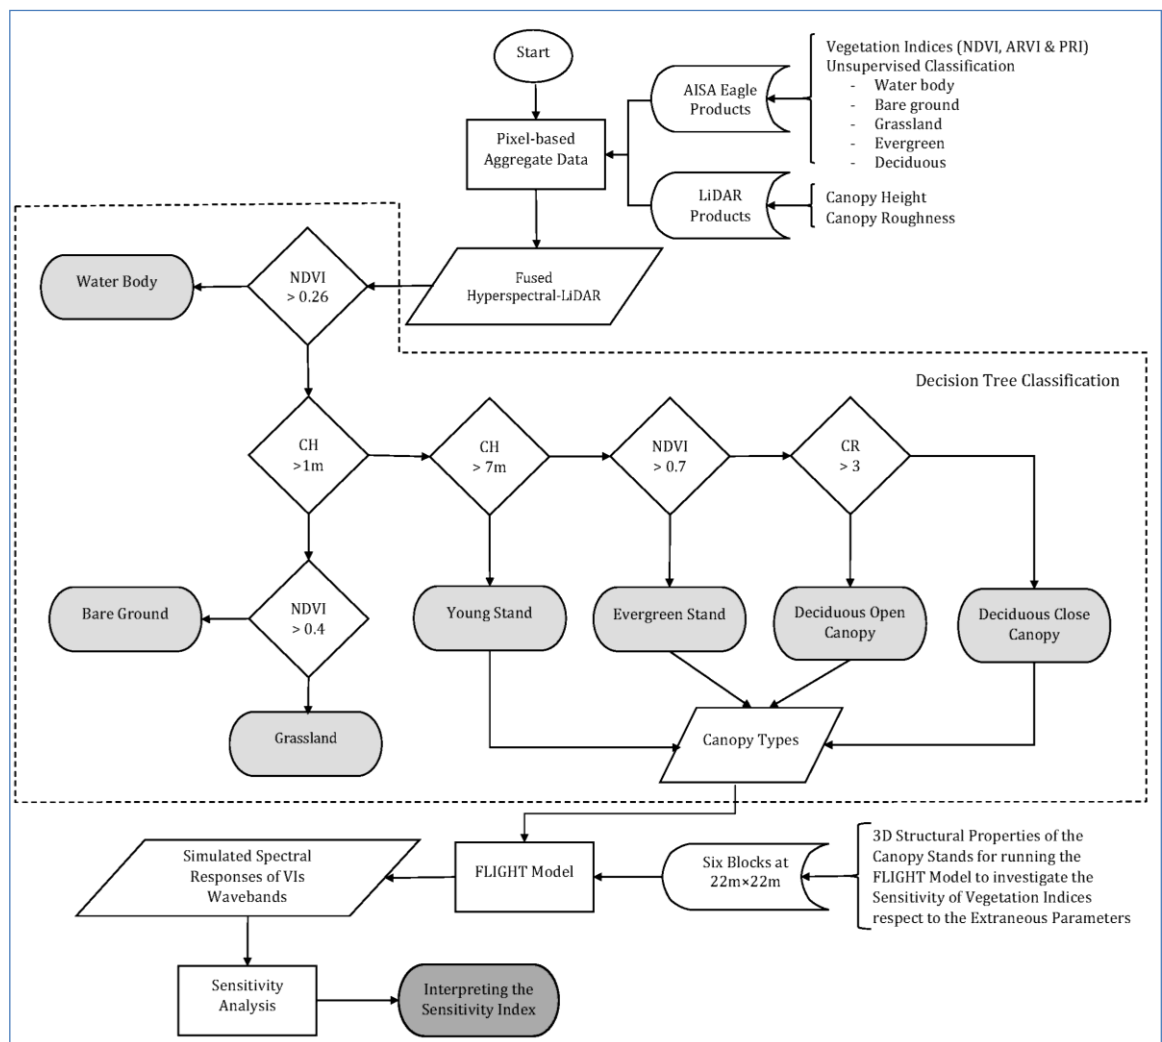 Start
Vegetation Indices (NDVI, ARVI & PRI)
Unsupervised Classification
- Water body
- Bare ground
- Grassland
- Evergreen
- Deciduous
AISA Eagle
Products
Pixel-based
Aggregate Data
LiDAR
Products
Canopy Height
Canopy Roughness
Water Body
NDVI
> 0.26
Fused
Hyperspectral-LiDAR
Decision Tree Classification
CH
>1m
CH
> 7m
NDVI
> 0.7
CR
> 3
Bare Ground
NDVI
> 0.4
Young Stand
Evergreen Stand
Deciduous Open
Canopy
Deciduous Close
Canopy
Grassland
Canopy Types
Simulated Spectral
Responses of VIs
Wavebands
FLIGHT Model
Six Blocks at
22m×22m
3D Structural Properties of the
Canopy Stands for running the
FLIGHT Model to investigate the
Sensitivity of Vegetation Indices
respect to the Extraneous Parameters
Sensitivity
Analysis
Interpreting the
Sensitivity Index